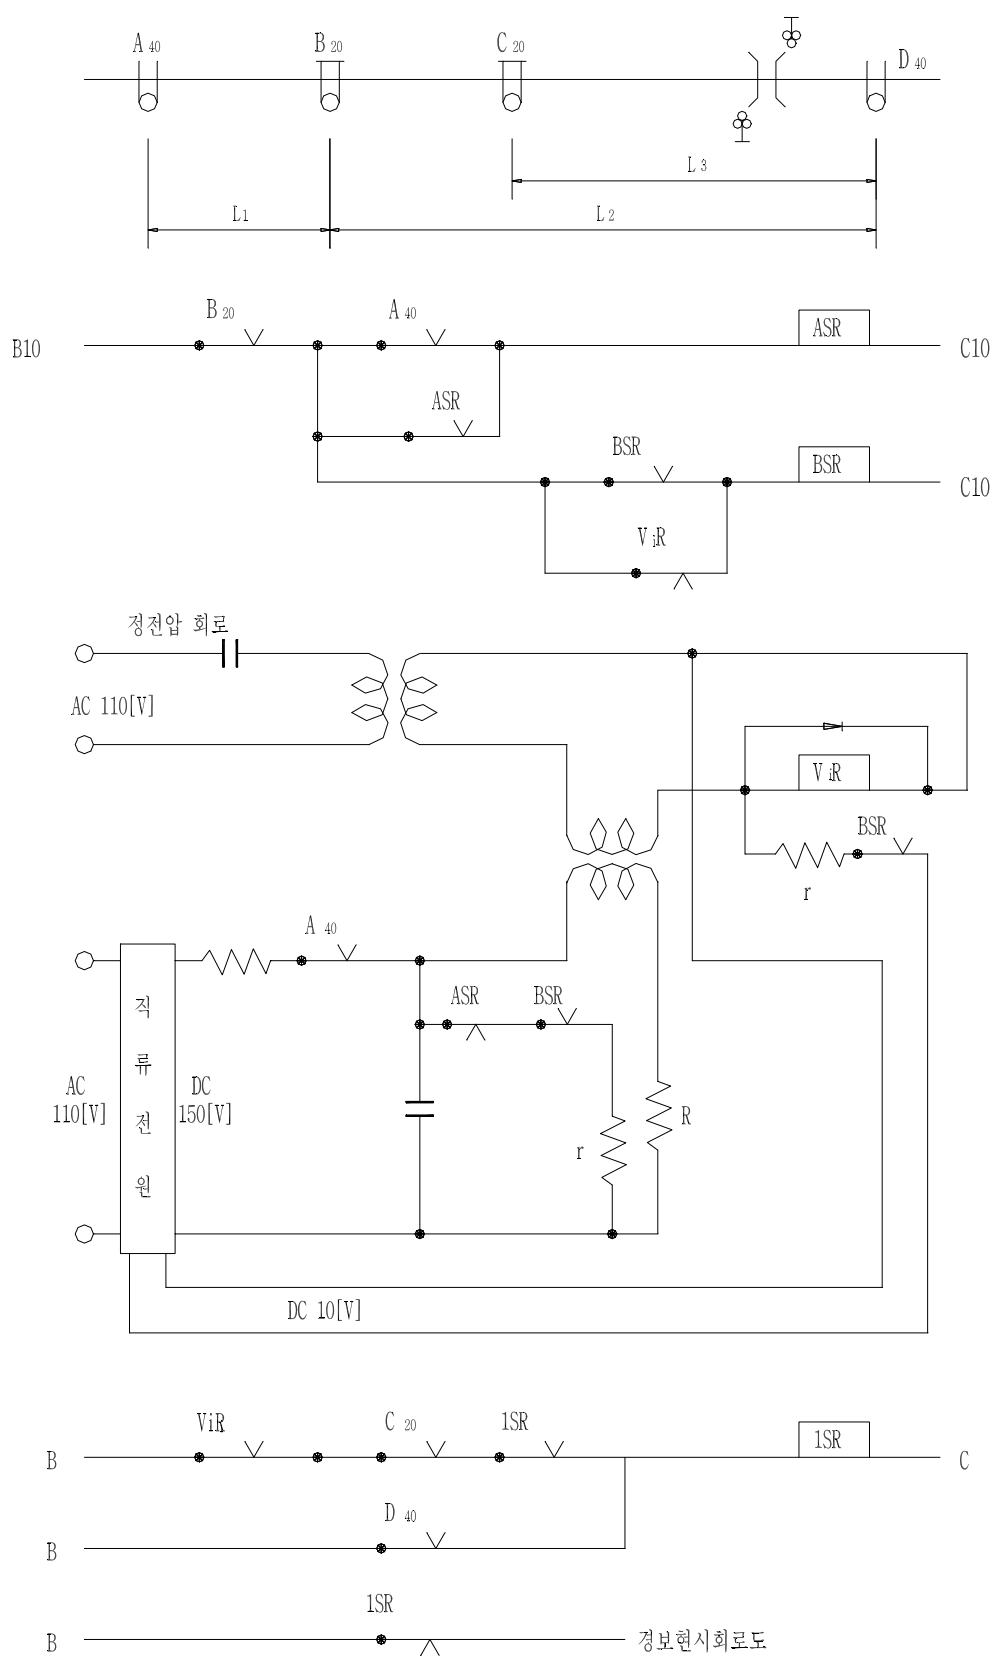 A 40
B 20
C 20
D 40
L 3
L1
L 2
B 20
A 40
ASR
B10
C10
ASR
BSR
BSR
C10
V iR
정전압 회로
AC 110[V]
V iR
BSR
r
A 40
ASR
BSR
직
류
전
원
AC
110[V]
DC
150[V]
R
r
DC 10[V]
ViR
C 20
1SR
1SR
B
C
D 40
B
1SR
B
경보현시회로도